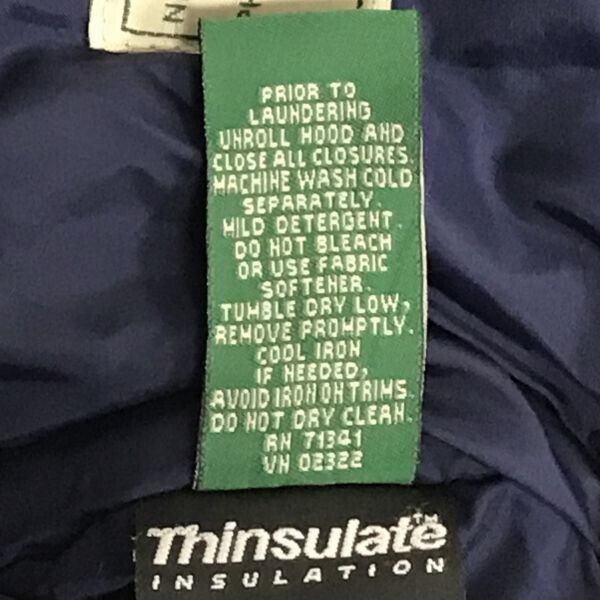 PRIOR TO
LAUNDERING
UNROLL HOOD AND
CLOSE ALL CLOSURES.
MACHINE WASH COLD
SEPARATELY.
MILD DETERGENT.
DO NOT BLEACH
OR USE FABRIC
SOFTENER.
TUMBLE DRY LOW,
REMOVE PROMPTLY.
COOL IRON
IF NEEDED,
AVOID IRON ON TRIMS.
DO NOT DRY CLEAN.
RN 71341
VN 02322
Thinsulate™
INSULATION